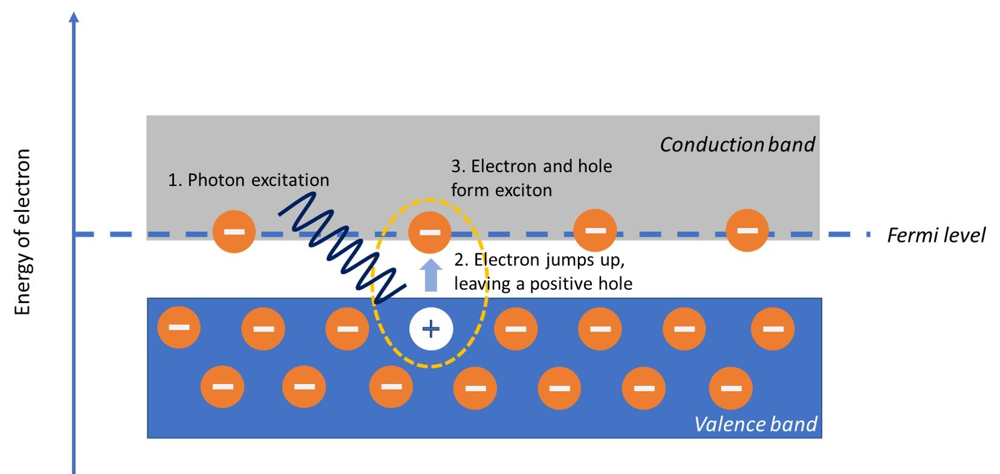 Conduction band
3. Electron and hole
form exciton
1. Photon excitation
Energy of electron
Fermi level
2. Electron jumps up,
leaving a positive hole
Valence band